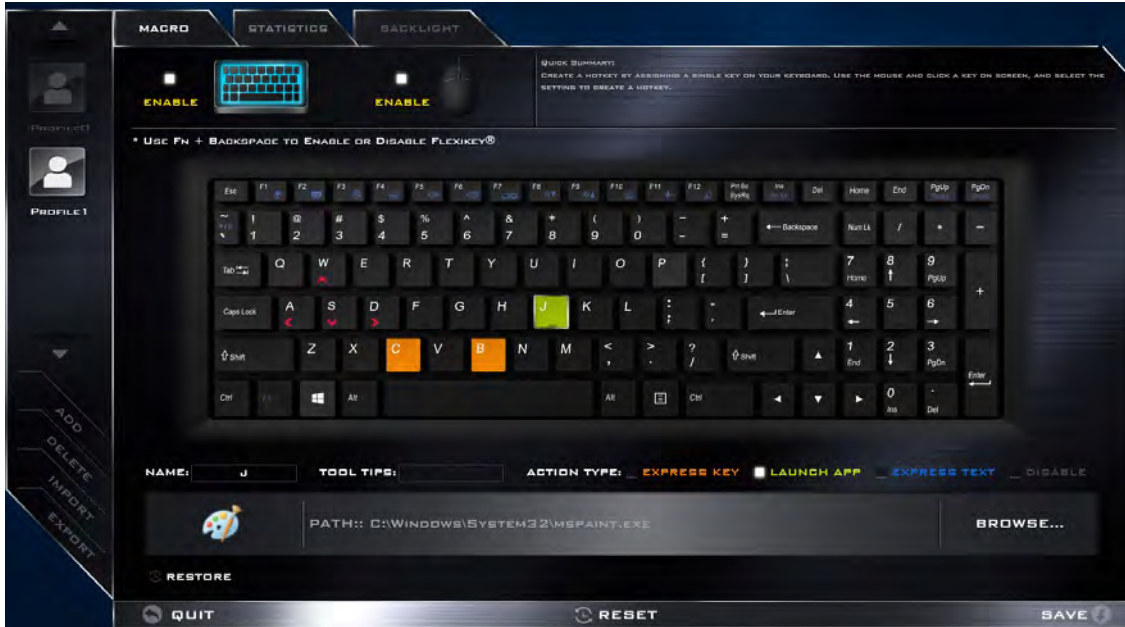 MACRO STATISTICS BACKLIGHT
QUICK SUMMARY:
CREATE A HOTKEY BY ASSIGNING A SINGLE KEY ON YOUR KEYBOARD. USE THE MOUSE AND CLICK A KEY ON SCREEN, AND SELECT THE
SETTING TO CREATE A HOTKEY.
ENABLE ENABLE
PROFILE0
* USE FN + BACKSPACE TO ENABLE OR DISABLE FLEXIKEY®
PROFILE1
Esc F1 F2 F3 F4 F5 F6 F7 F8 F9 F10 F11 F12 Prt Sc SysRq Ins Del Home End PgUp PgDn
~ ` ! 1 @ 2 # 3 $ 4 % 5 ^ 6 & 7 * 8 ( 9 ) 0 _ - + = ← Backspace Num Lk / * -
Tab Q W E R T Y U I O P { [ } ] | \ 7 Home 8 ↑ 9 PgUp +
Caps Lock A S D F G H J K L : ; " ' Enter 4 ← 5 6 →
⇧ Shift Z X C V B N M < , > . ? / ⇧ Shift ▲ 1 End 2 ↓ 3 PgDn Enter
Ctrl Alt Alt Ctrl ◄ ▼ ► 0 Ins . Del
ADD
DELETE
IMPORT
EXPORT
NAME: J TOOL TIPS: ACTION TYPE: EXPRESS KEY LAUNCH APP EXPRESS TEXT DISABLE
PATH:: C:\WINDOWS\SYSTEM32\MSPAINT.EXE BROWSE...
RESTORE
QUIT RESET SAVE